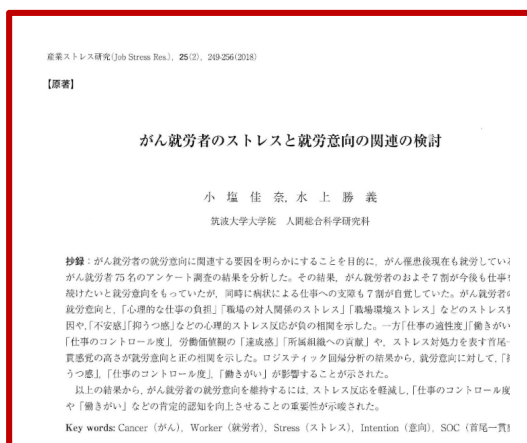 産業ストレス研究(Job Stress Res.), 25(2), 249-256(2018)
【原著】
がん就労者のストレスと就労意向の関連の検討
小 塩 佳 奈, 水 上 勝 義
筑波大学大学院 人間総合科学研究科
抄録:がん就労者の就労意向に関連する要因を明らかにすることを目的に,がん罹患後現在も就労している
がん就労者75名のアンケート調査の結果を分析した。その結果,がん就労者のおよそ7割が今後も仕事を
続けたいと就労意向をもっていたが,同時に病状による仕事への支障も7割が自覚していた。がん就労者の
就労意向と,「心理的な仕事の負担」「職場の対人関係のストレス」「職場環境ストレス」などのストレス要
因や,「不安感」「抑うつ感」などの心理的ストレス反応が負の相関を示した。一方「仕事の適性度」「働きがい」
「仕事のコントロール度」,労働価値観の「達成感」「所属組織への貢献」や,ストレス対処力を表す首尾一
貫感覚の高さが就労意向と正の相関を示した。ロジスティック回帰分析の結果から,就労意向に対して,「抑
うつ感」,「仕事のコントロール度」,「働きがい」が影響することが示された。
以上の結果から,がん就労者の就労意向を維持するには,ストレス反応を軽減し,「仕事のコントロール度」
や「働きがい」などの肯定的認知を向上させることの重要性が示唆された。
Key words: Cancer(がん), Worker(就労者), Stress(ストレス), Intention(意向), SOC(首尾一貫